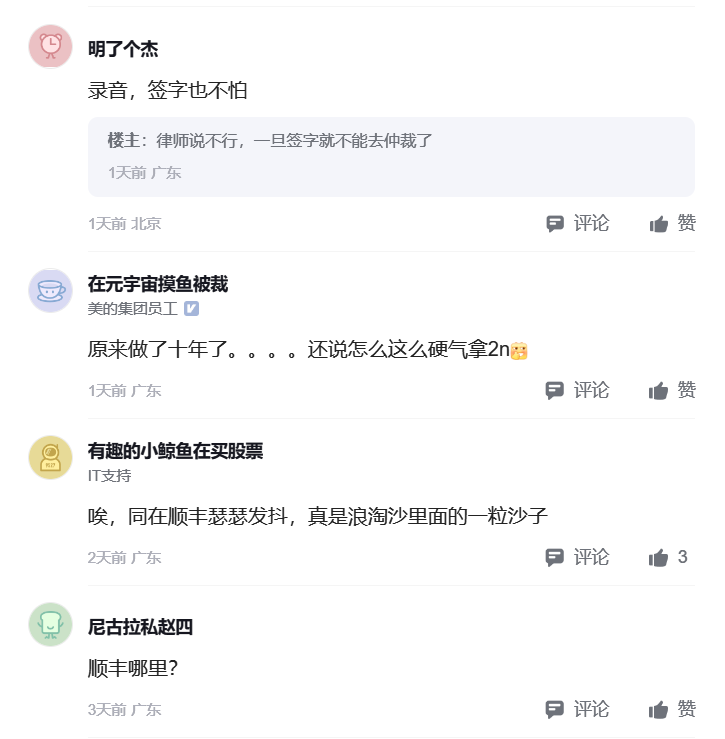 明了个杰
录音，签字也不怕
楼主：律师说不行，一旦签字就不能去仲裁了
1天前 广东
1天前 北京 评论 赞
在元宇宙摸鱼被裁
美的集团员工
原来做了十年了。。。。还说怎么这么硬气拿2n
1天前 广东 评论 赞
有趣的小鲸鱼在买股票
IT支持
唉，同在顺丰瑟瑟发抖，真是浪淘沙里面的一粒沙子
2天前 广东 评论 3
尼古拉私赵四
顺丰哪里？
3天前 广东 评论 赞